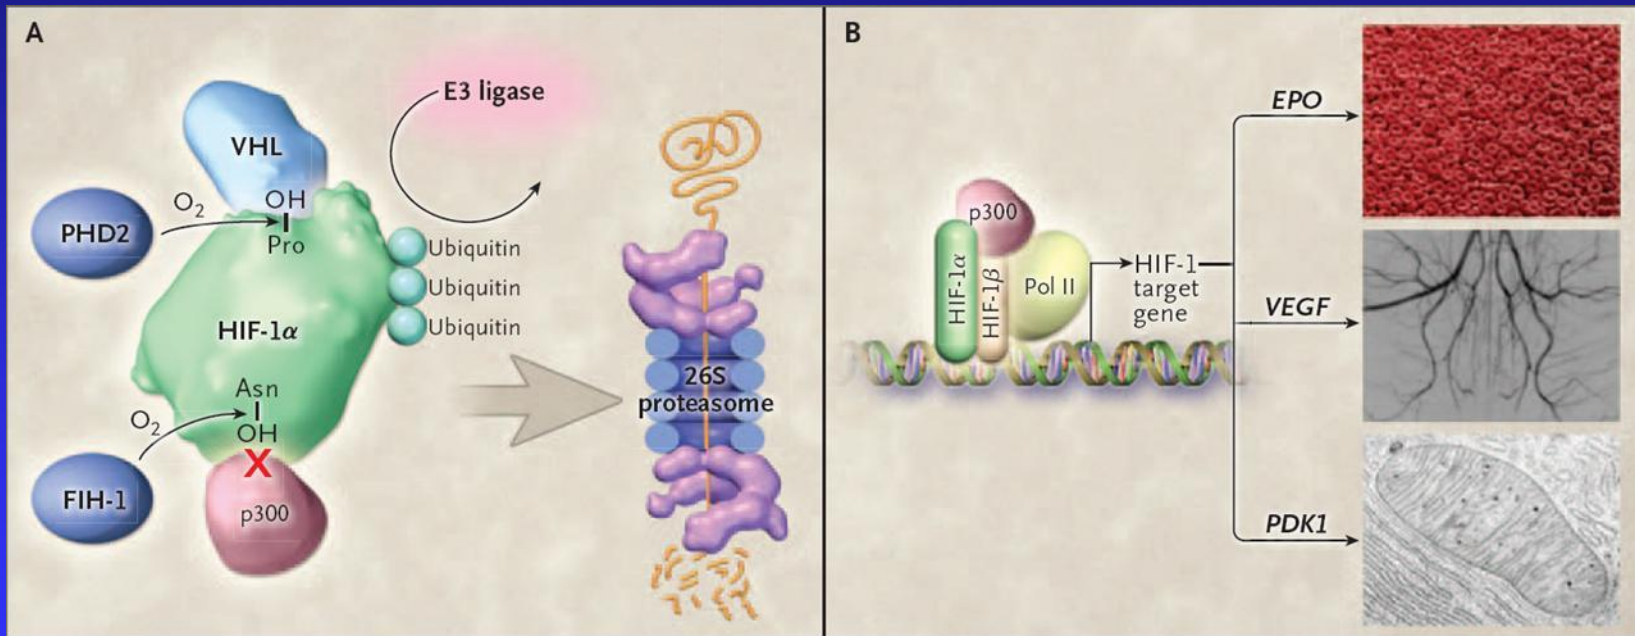 A
E3 ligase
VHL
OH
O2
PHD2
Pro
Ubiquitin
Ubiquitin
Ubiquitin
HIF-1α
Asn
O2
OH
X
FIH-1
p300
26S
proteasome
B
EPO
p300
HIF-1α
HIF-1β
Pol II
HIF-1
target
gene
VEGF
PDK1